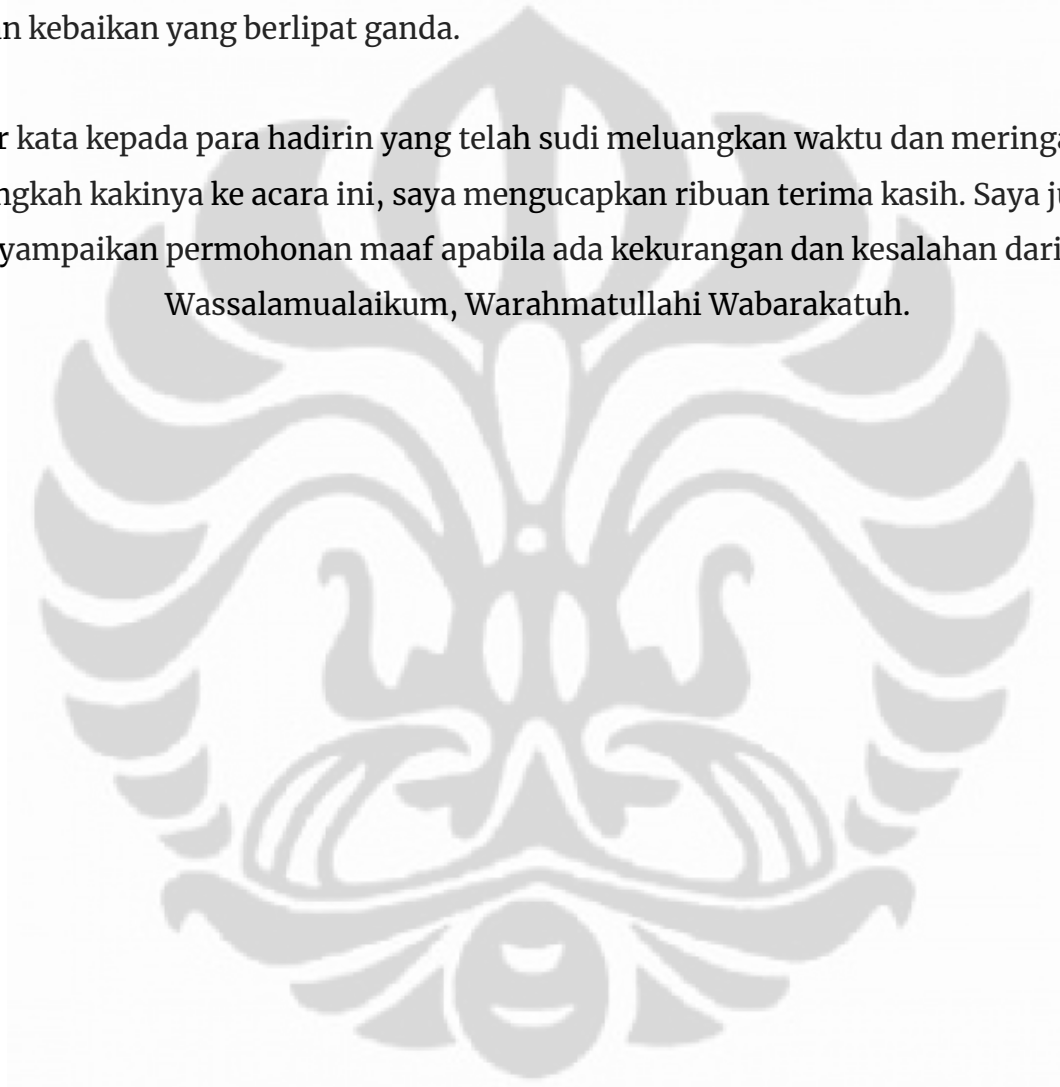 n kebaikan yang berlipat ganda.
r kata kepada para hadirin yang telah sudi meluangkan waktu dan meringa
ngkah kakinya ke acara ini, saya mengucapkan ribuan terima kasih. Saya ju
yampaikan permohonan maaf apabila ada kekurangan dan kesalahan dari
Wassalamualaikum, Warahmatullahi Wabarakatuh.